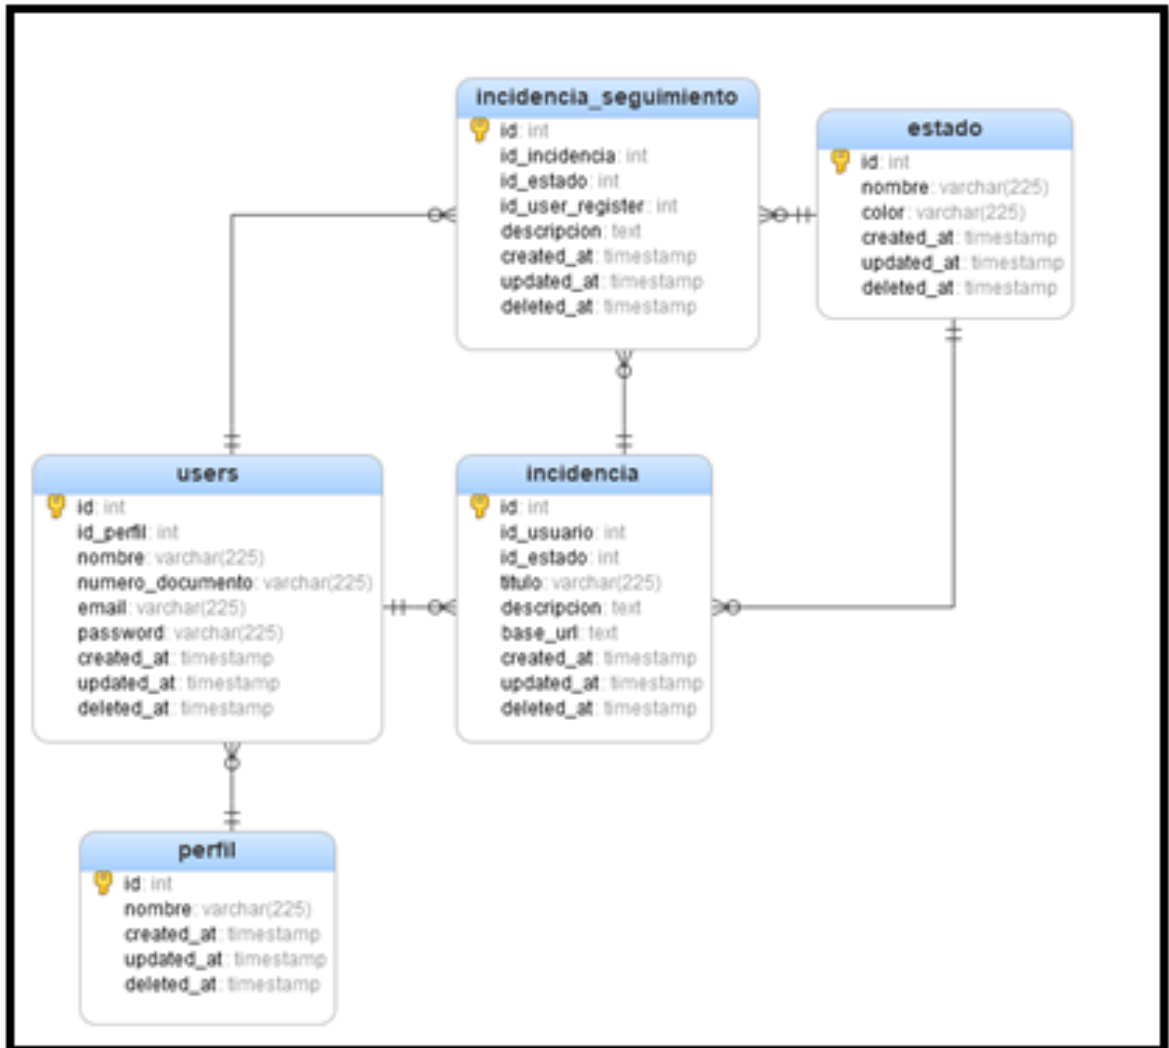 incidencia_seguimiento
id: int
id_incidencia: int
id_estado: int
id_user_register: int
descripcion: text
created_at: timestamp
updated_at: timestamp
deleted_at: timestamp
estado
id: int
nombre: varchar(225)
color: varchar(225)
created_at: timestamp
updated_at: timestamp
deleted_at: timestamp
users
id: int
id_perfil: int
nombre: varchar(225)
numero_documento: varchar(225)
email: varchar(225)
password: varchar(225)
created_at: timestamp
updated_at: timestamp
deleted_at: timestamp
incidencia
id: int
id_usuario: int
id_estado: int
titulo: varchar(225)
descripcion: text
base_url: text
created_at: timestamp
updated_at: timestamp
deleted_at: timestamp
perfil
id: int
nombre: varchar(225)
created_at: timestamp
updated_at: timestamp
deleted_at: timestamp